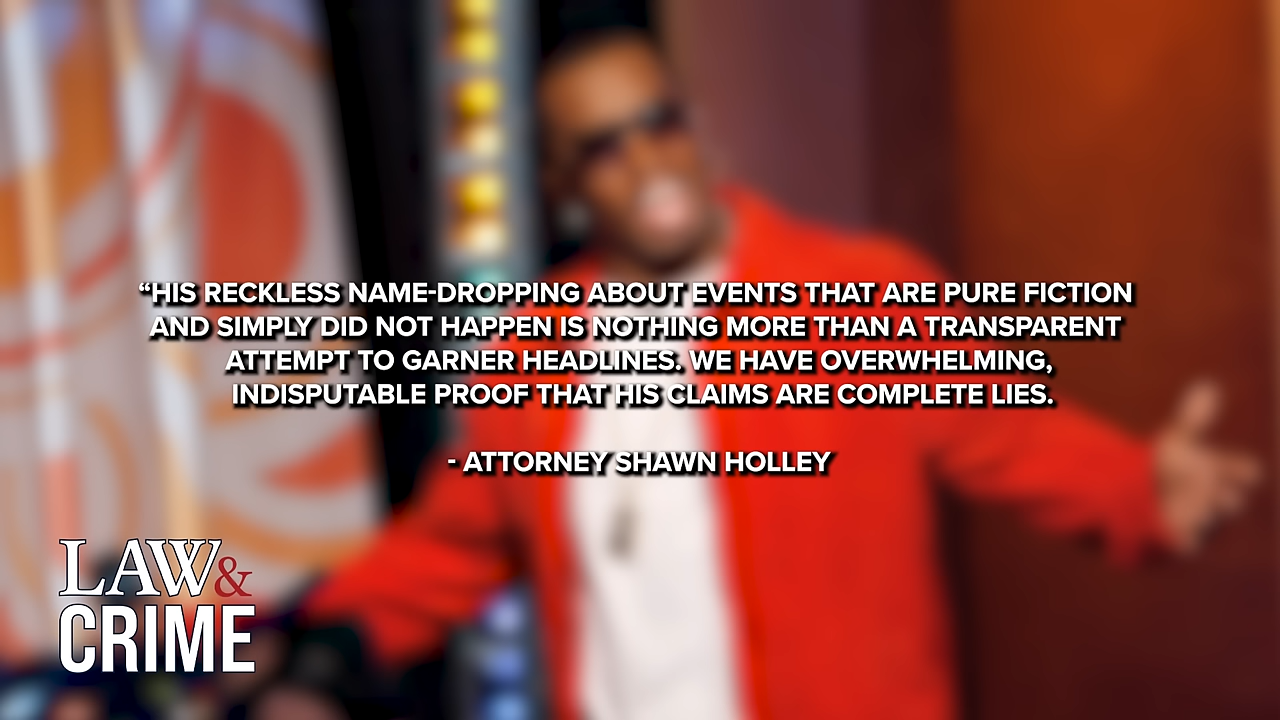 “HIS RECKLESS NAME-DROPPING ABOUT EVENTS THAT ARE PURE FICTION
AND SIMPLY DID NOT HAPPEN IS NOTHING MORE THAN A TRANSPARENT
ATTEMPT TO GARNER HEADLINES. WE HAVE OVERWHELMING,
INDISPUTABLE PROOF THAT HIS CLAIMS ARE COMPLETE LIES.
- ATTORNEY SHAWN HOLLEY
LAW&
CRIME